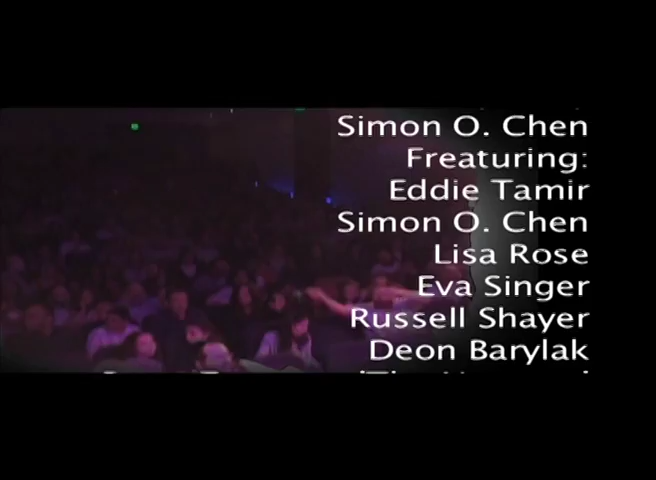 Simon O. Chen
Freaturing:
Eddie Tamir
Simon O. Chen
Lisa Rose
Eva Singer
Russell Shayer
Deon Barylak